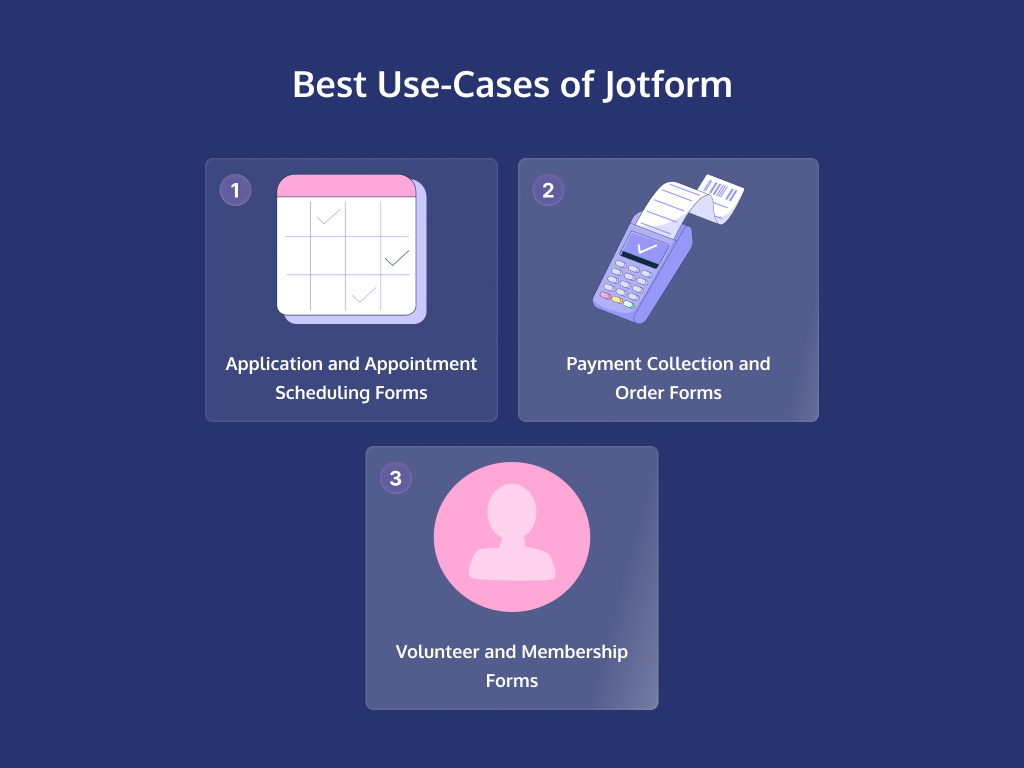 Best Use-Cases of Jotform
1
Application and Appointment
Scheduling Forms
2
Payment Collection and
Order Forms
3
Volunteer and Membership
Forms